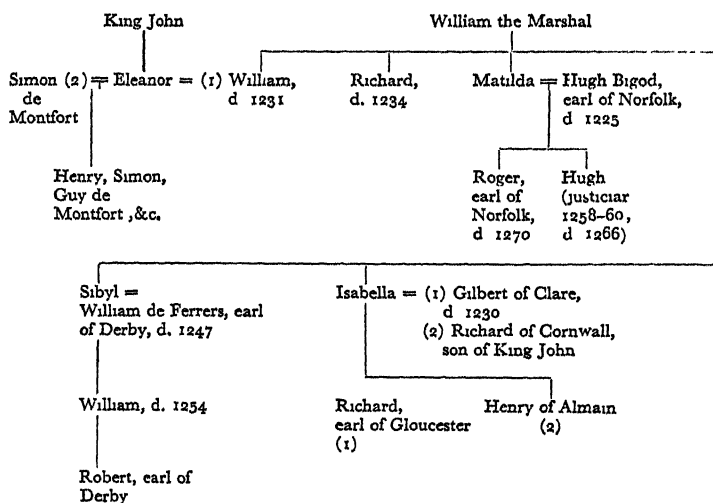 King John
William the Marshal
Simon (2) = Eleanor = (1) William,
de
Montfort
d 1231
Richard,
d. 1234
Matilda = Hugh Bigod,
earl of Norfolk,
d 1225
Henry, Simon,
Guy de
Montfort ,&c.
Roger,
earl of
Norfolk,
d 1270
Hugh
(justiciar
1258–60,
d 1266)
Sibyl =
William de Ferrers, earl
of Derby, d. 1247
Isabella = (1) Gilbert of Clare,
d 1230
(2) Richard of Cornwall,
son of King John
William, d. 1254
Richard,
earl of Gloucester
(1)
Henry of Almain
(2)
Robert, earl of
Derby